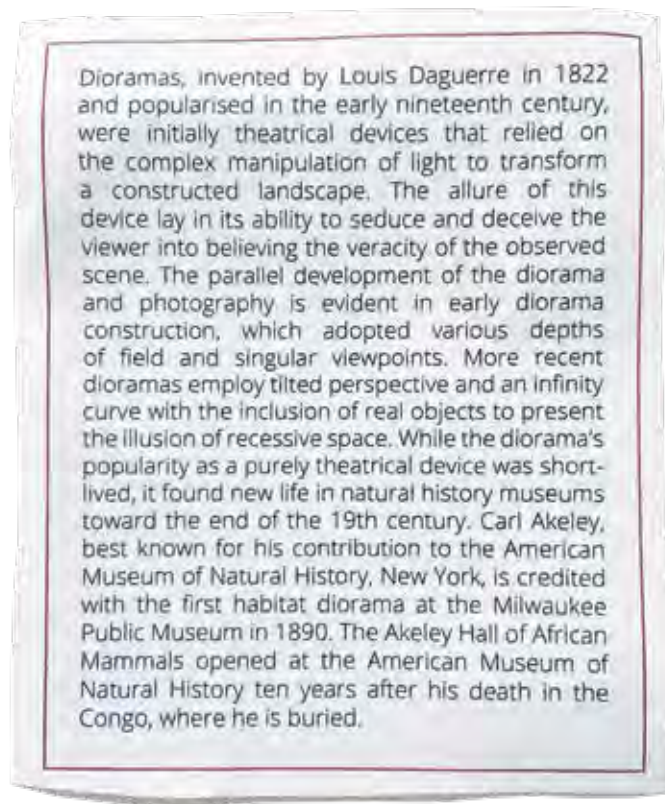 Dioramas, invented by Louis Daguerre in 1822
and popularised in the early nineteenth century,
were initially theatrical devices that relied on
the complex manipulation of light to transform
a constructed landscape. The allure of this
device lay in its ability to seduce and deceive the
viewer into believing the veracity of the observed
scene. The parallel development of the diorama
and photography is evident in early diorama
construction, which adopted various depths
of field and singular viewpoints. More recent
dioramas employ tilted perspective and an infinity
curve with the inclusion of real objects to present
the illusion of recessive space. While the diorama's
popularity as a purely theatrical device was short-
lived, it found new life in natural history museums
toward the end of the 19th century. Carl Akeley,
best known for his contribution to the American
Museum of Natural History, New York, is credited
with the first habitat diorama at the Milwaukee
Public Museum in 1890. The Akeley Hall of African
Mammals opened at the American Museum of
Natural History ten years after his death in the
Congo, where he is buried.